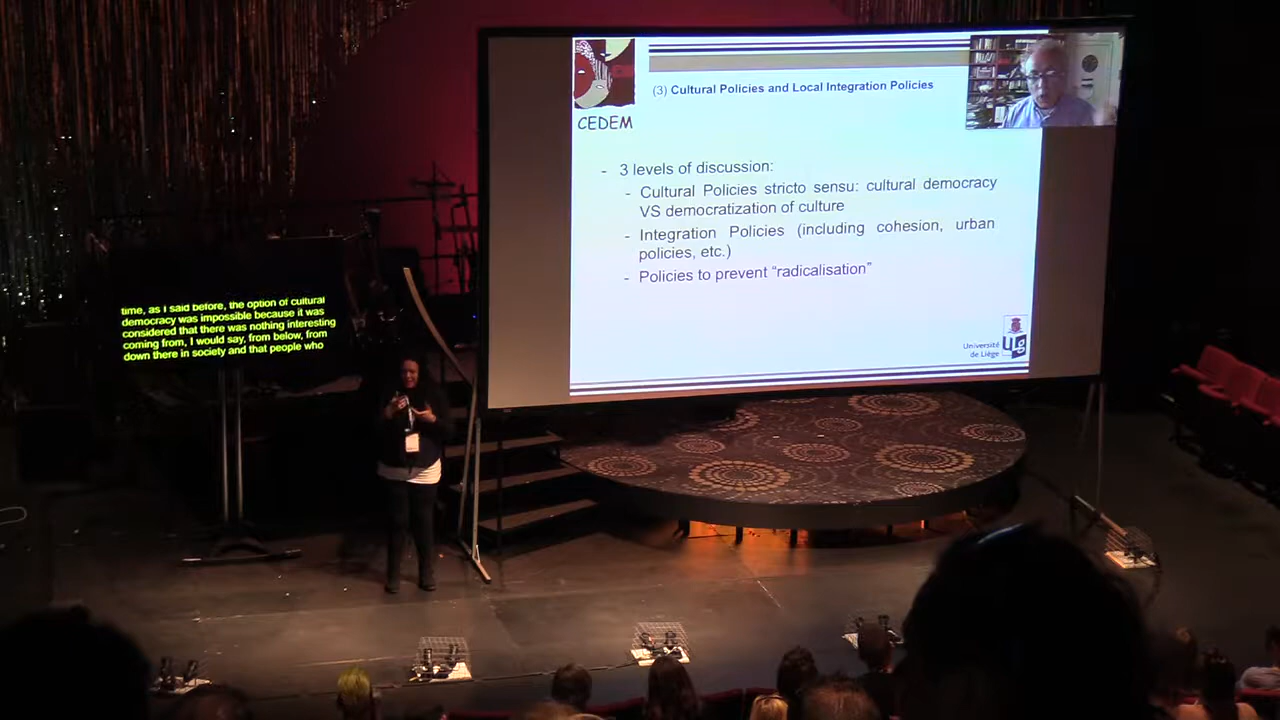 (3) Cultural Policies and Local Integration Policies
CEDEM
- 3 levels of discussion:
- Cultural Policies stricto sensu: cultural democracy
VS democratization of culture
- Integration Policies (including cohesion, urban
policies, etc.)
- Policies to prevent “radicalisation”
Université
de Liège
ULg
time, as I said before, the option of cultural
democracy was impossible because it was
considered that there was nothing interesting
coming from, I would say, from below, from
down there in society and that people who